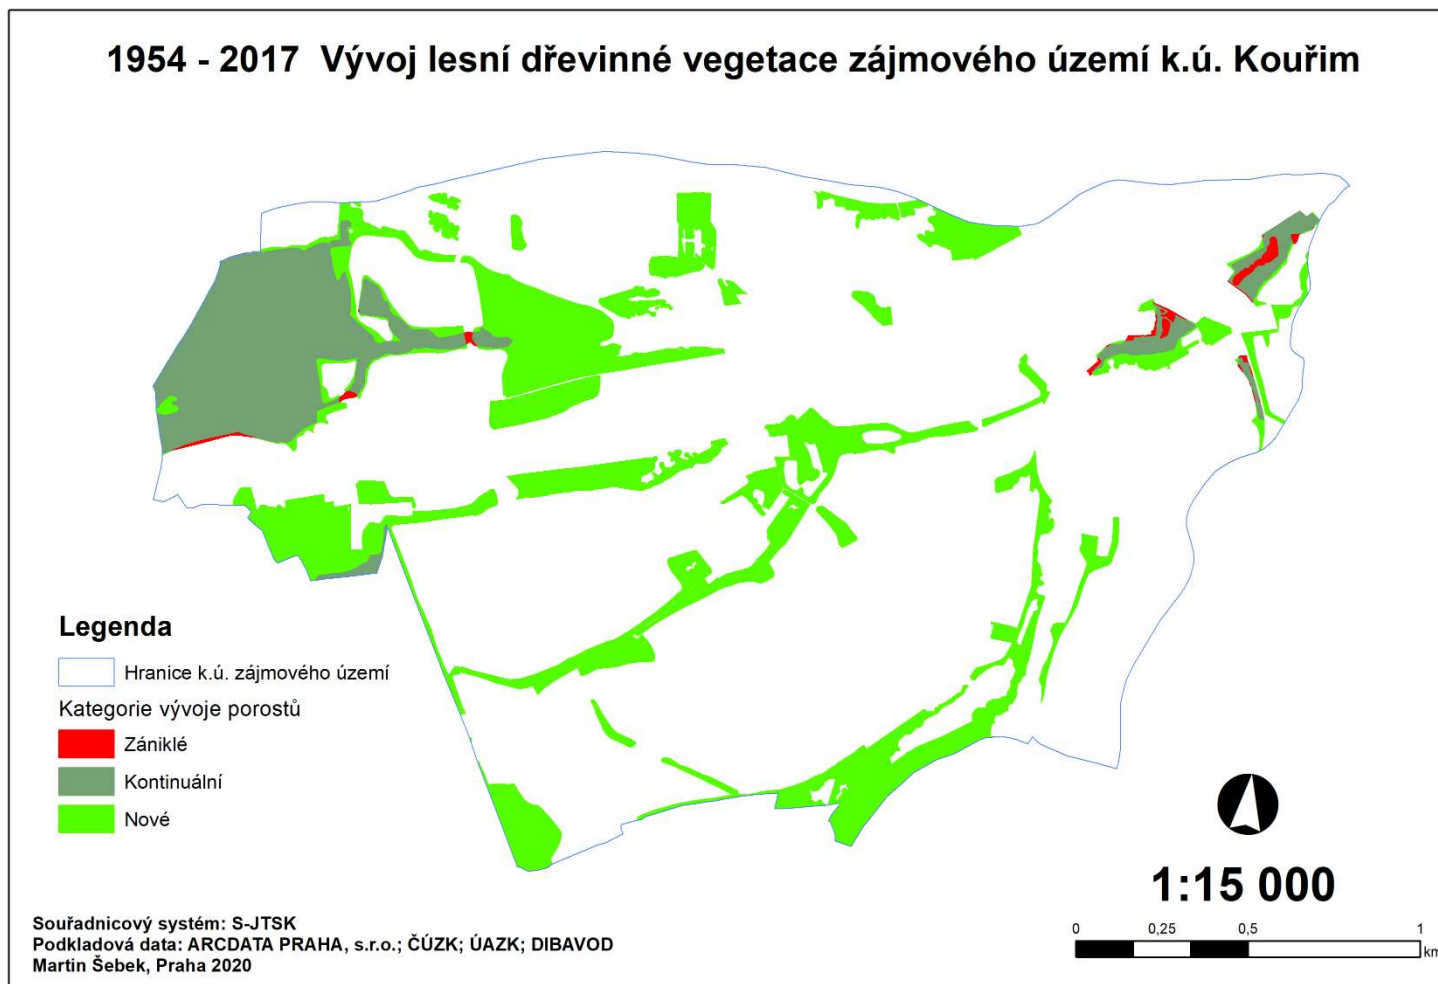 1954 - 2017 Vývoj lesní dřevinné vegetace zájmového území k.ú. Kouřim
Legenda
Hranice k.ú. zájmového území
Kategorie vývoje porostů
Zániklé
Kontinuální
Nové
1:15 000
0 0,25 0,5 1
km
Souřadnicový systém: S-JTSK
Podkladová data: ARCDATA PRAHA, s.r.o.; ČÚZK; ÚAZK; DIBAVOD
Martin Šebek, Praha 2020